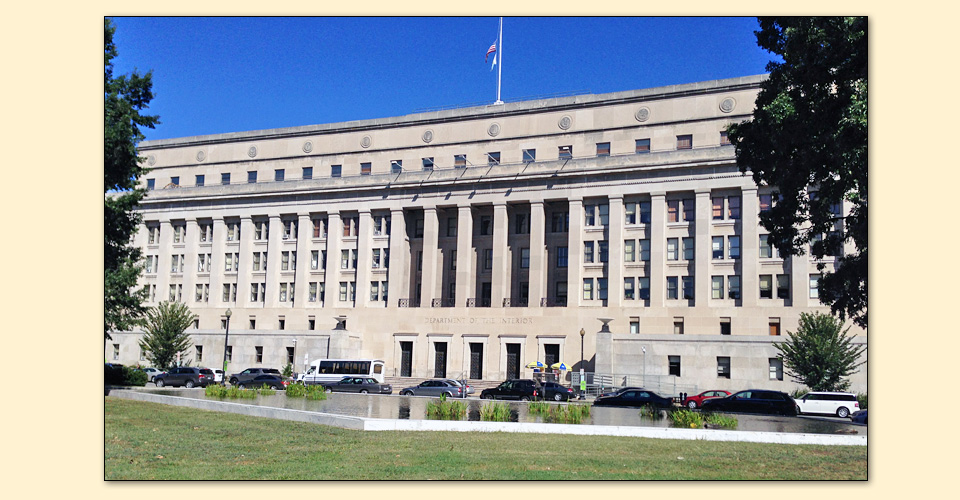 DEPARTMENT OF THE INTERIOR